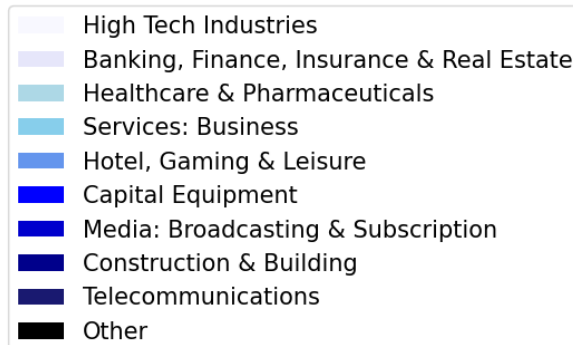 High Tech Industries
Banking, Finance, Insurance & Real Estate
Healthcare & Pharmaceuticals
Services: Business
Hotel, Gaming & Leisure
Capital Equipment
Media: Broadcasting & Subscription
Construction & Building
Telecommunications
Other